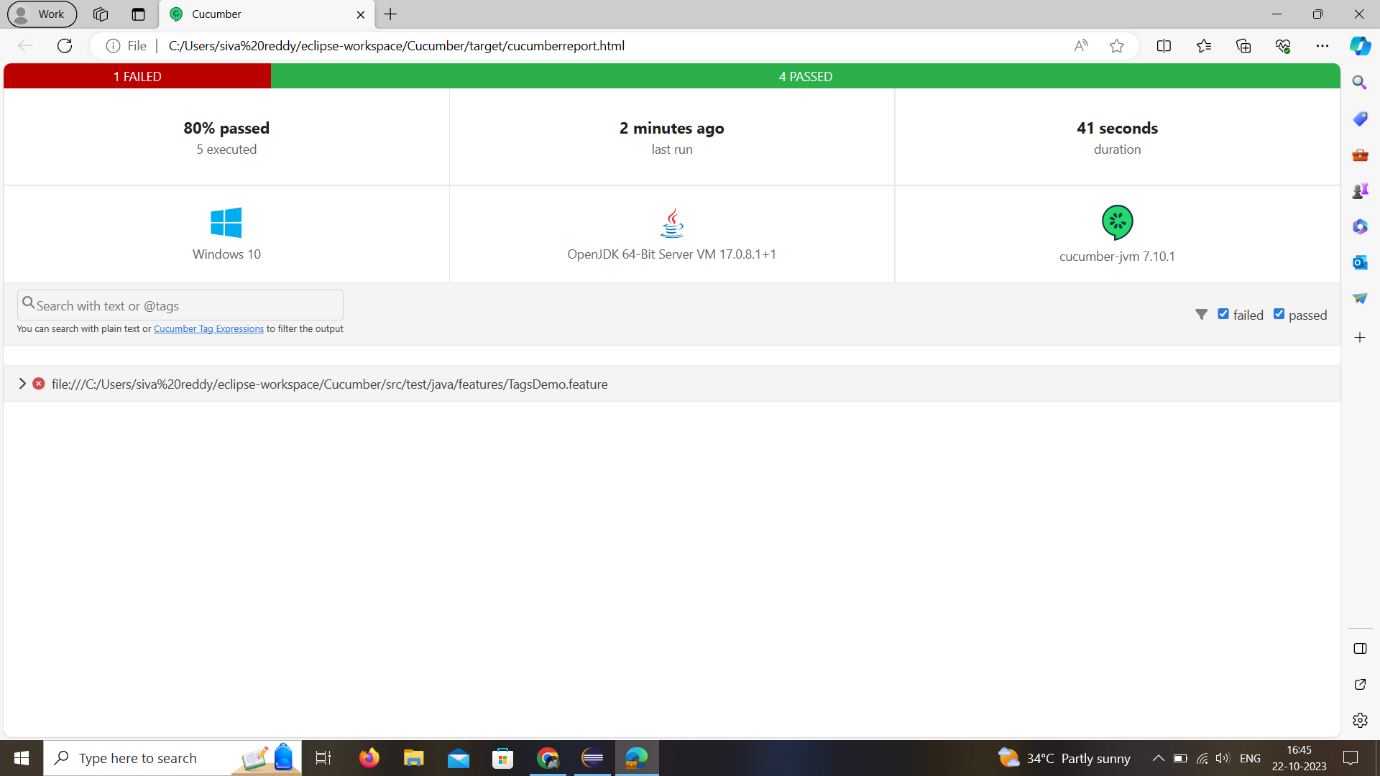 Work
Cucumber
File
C:/Users/siva%20reddy/eclipse-workspace/Cucumber/target/cucumberreport.html
1 FAILED
4 PASSED
80% passed
5 executed
2 minutes ago
last run
41 seconds
duration
Windows 10
OpenJDK 64-Bit Server VM 17.0.8.1+1
cucumber-jvm 7.10.1
Search with text or @tags
You can search with plain text or Cucumber Tag Expressions to filter the output
failed
passed
file:///C:/Users/siva%20reddy/eclipse-workspace/Cucumber/src/test/java/features/TagsDemo.feature
Type here to search
34°C Partly sunny
ENG
16:45
22-10-2023